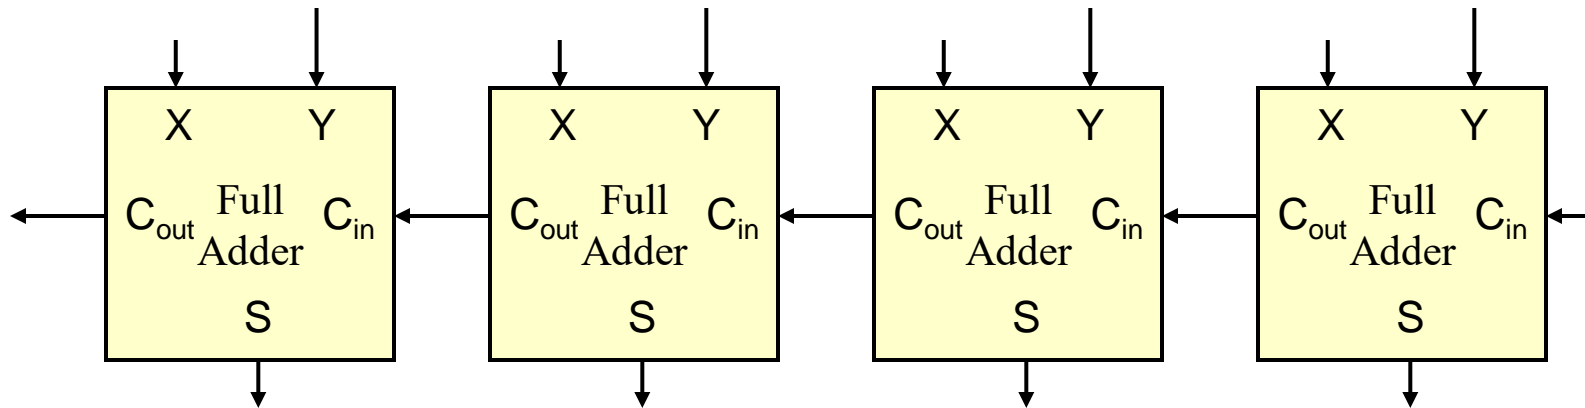 X Y X Y X Y X Y
Cout Full Cin Cout Full Cin Cout Full Cin Cout Full Cin
Adder Adder Adder Adder
S S S S